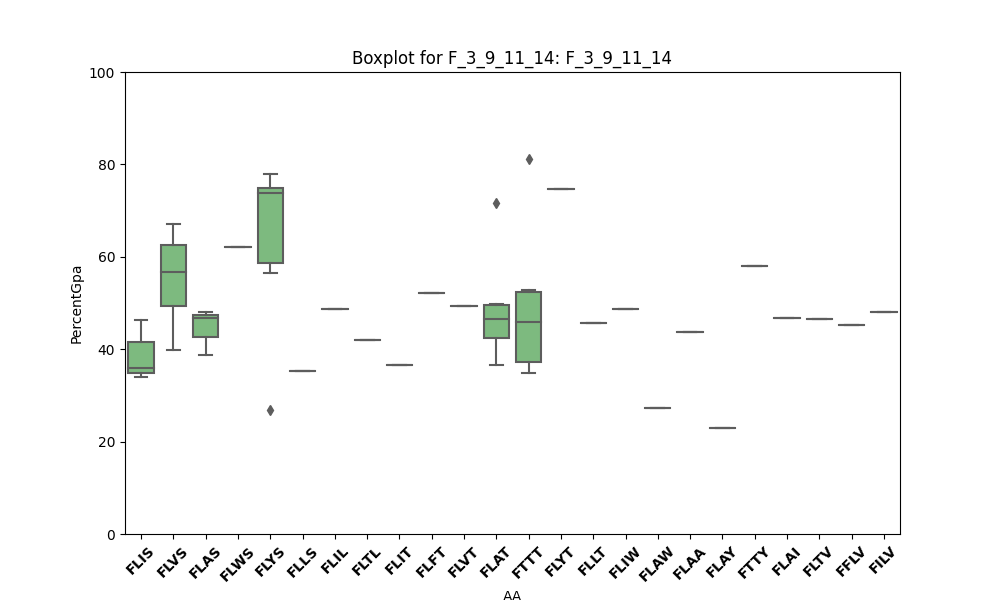 Boxplot for F_3_9_11_14: F_3_9_11_14
100
80
60
40
20
0
PercentGpa
FLIS
FLVS
FLAS
FLWS
FLYS
FLLS
FLIL
FLTL
FLIT
FLFT
FLVT
FLAT
FTTT
FLYT
FLLT
FLIW
FLAW
FLAA
FLAY
FTTY
FLAI
FLTV
FFLV
FILV
AA